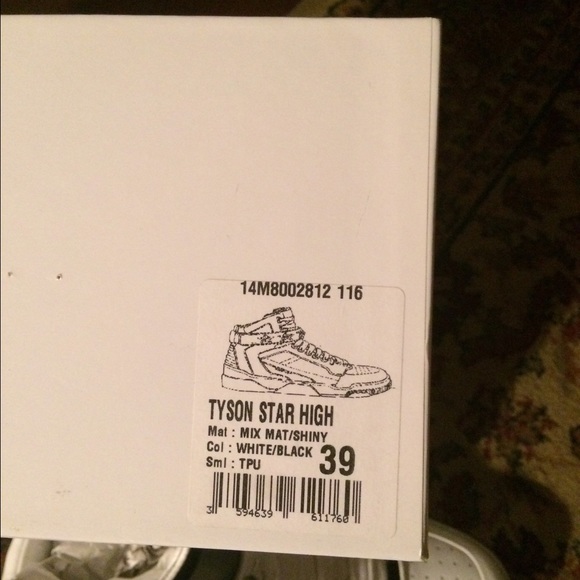 14M8002812 116
TYSON STAR HIGH
Mat : MIX MAT/SHINY
Col : WHITE/BLACK 39
Sml : TPU
3 594639 611760